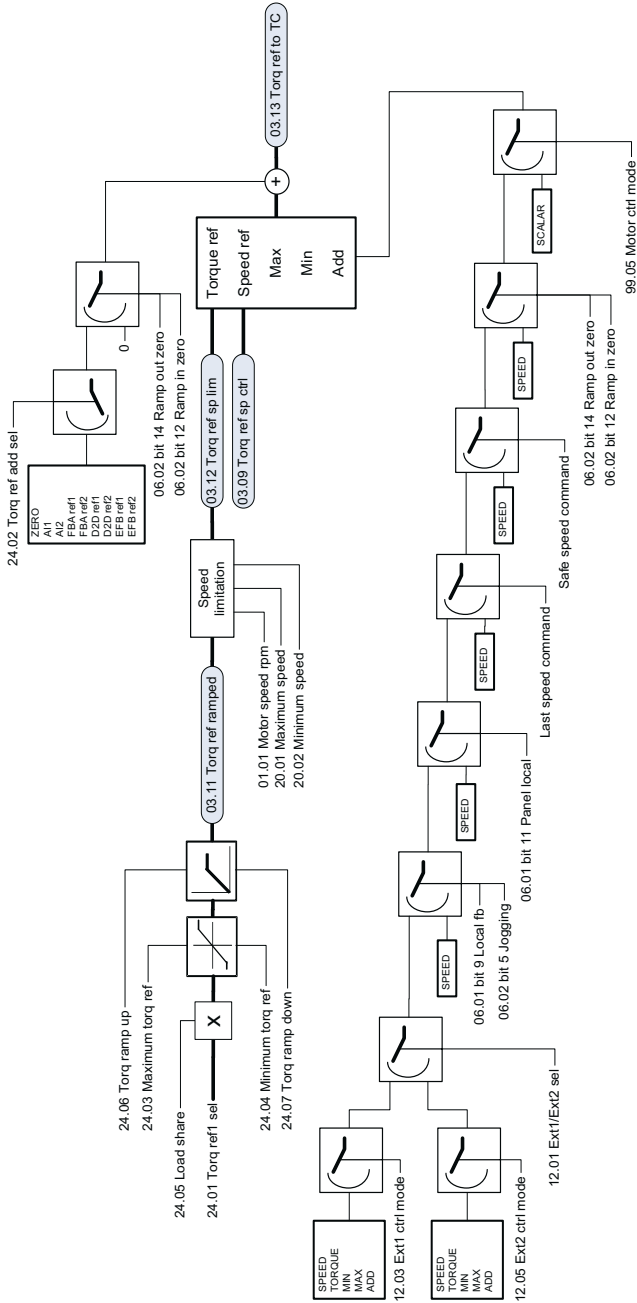 24.02 Torq ref add sel
ZERO
AI1
AI2
FBA ref1
FBA ref2
D2D ref1
D2D ref2
EFB ref1
EFB ref2
0
06.02 bit 14 Ramp out zero
06.02 bit 12 Ramp in zero
24.06 Torq ramp up
24.03 Maximum torq ref
24.05 Load share
24.01 Torq ref1 sel
X
24.04 Minimum torq ref
24.07 Torq ramp down
03.11 Torq ref ramped
Speed
limitation
01.01 Motor speed rpm
20.01 Maximum speed
20.02 Minimum speed
03.12 Torq ref sp lim
03.09 Torq ref sp ctrl
Torque ref
Speed ref
Max
Min
Add
+
03.13 Torq ref to TC
SPEED
TORQUE
MIN
MAX
ADD
12.03 Ext1 ctrl mode
SPEED
TORQUE
MIN
MAX
ADD
12.05 Ext2 ctrl mode
12.01 Ext1/Ext2 sel
SPEED
06.01 bit 9 Local fb
06.02 bit 5 Jogging
SPEED
06.01 bit 11 Panel local
SPEED
Last speed command
SPEED
Safe speed command
SPEED
06.02 bit 14 Ramp out zero
06.02 bit 12 Ramp in zero
SCALAR
99.05 Motor ctrl mode